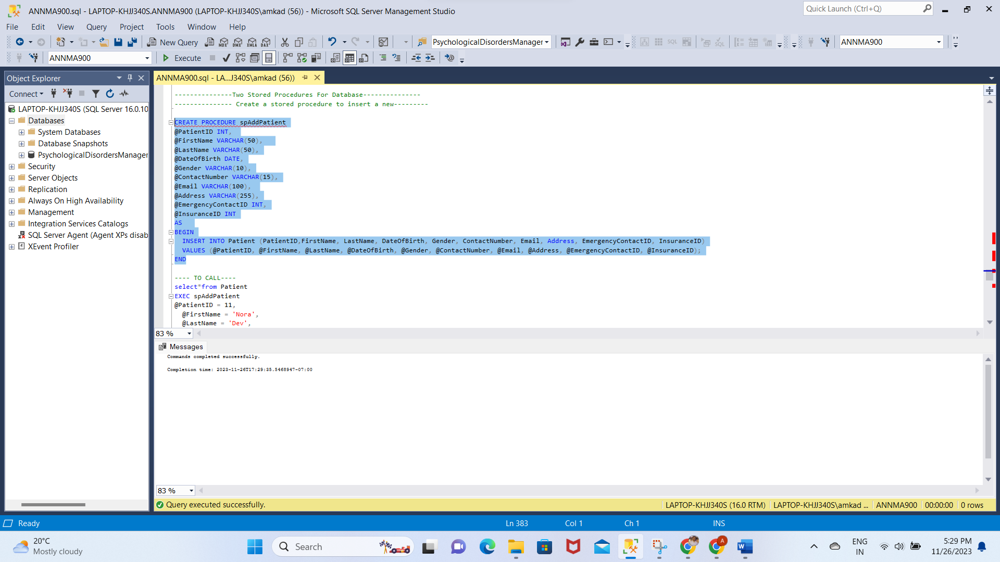 ANNMA900.sql - LAPTOP-KHJJ340S.ANNMA900 (LAPTOP-KHJJ340S\amkad (56)) - Microsoft SQL Server Management Studio
Quick Launch (Ctrl+Q)
File Edit View Query Project Tools Window Help
New Query
MDX DMX XMLA DAX
PsychologicalDisordersManager
SQL
SQL
ANNMA900
ANNMA900
Execute
Object Explorer
Connect
LAPTOP-KHJJ340S (SQL Server 16.0.10
Databases
System Databases
Database Snapshots
PsychologicalDisordersManager
Security
Server Objects
Replication
Always On High Availability
Management
Integration Services Catalogs
SQL Server Agent (Agent XPs disab
XEvent Profiler
ANNMA900.sql - LA...J340S\amkad (56))
---------------Two Stored Procedures For Database---------------
--------------- Create a stored procedure to insert a new---------
CREATE PROCEDURE spAddPatient
@PatientID INT,
@FirstName VARCHAR(50),
@LastName VARCHAR(50),
@DateOfBirth DATE,
@Gender VARCHAR(10),
@ContactNumber VARCHAR(15),
@Email VARCHAR(100),
@Address VARCHAR(255),
@EmergencyContactID INT,
@InsuranceID INT
AS
BEGIN
INSERT INTO Patient (PatientID,FirstName, LastName, DateOfBirth, Gender, ContactNumber, Email, Address, EmergencyContactID, InsuranceID)
VALUES (@PatientID, @FirstName, @LastName, @DateOfBirth, @Gender, @ContactNumber, @Email, @Address, @EmergencyContactID, @InsuranceID);
END
---- TO CALL----
select*from Patient
EXEC spAddPatient
@PatientID = 11,
@FirstName = 'Nora',
@LastName = 'Dev',
83 %
Messages
Commands completed successfully.
Completion time: 2023-11-26T17:29:35.5468947-07:00
83 %
Query executed successfully.
LAPTOP-KHJJ340S (16.0 RTM) LAPTOP-KHJJ340S\amkad ... ANNMA900 00:00:00 0 rows
Ready
Ln 383 Col 1 Ch 1 INS
20°C
Mostly cloudy
Search
A
W
ENG
IN
5:29 PM
11/26/2023